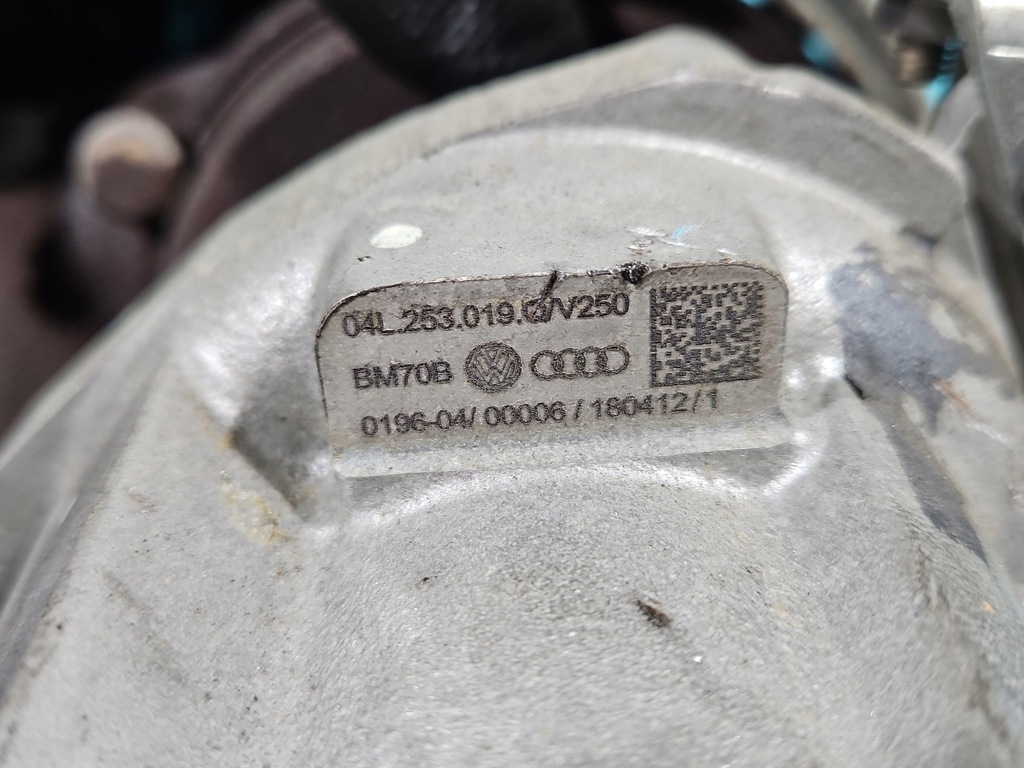 04L.253.019.G/V250
BM70B
0196-04/ 00006 / 180412 / 1